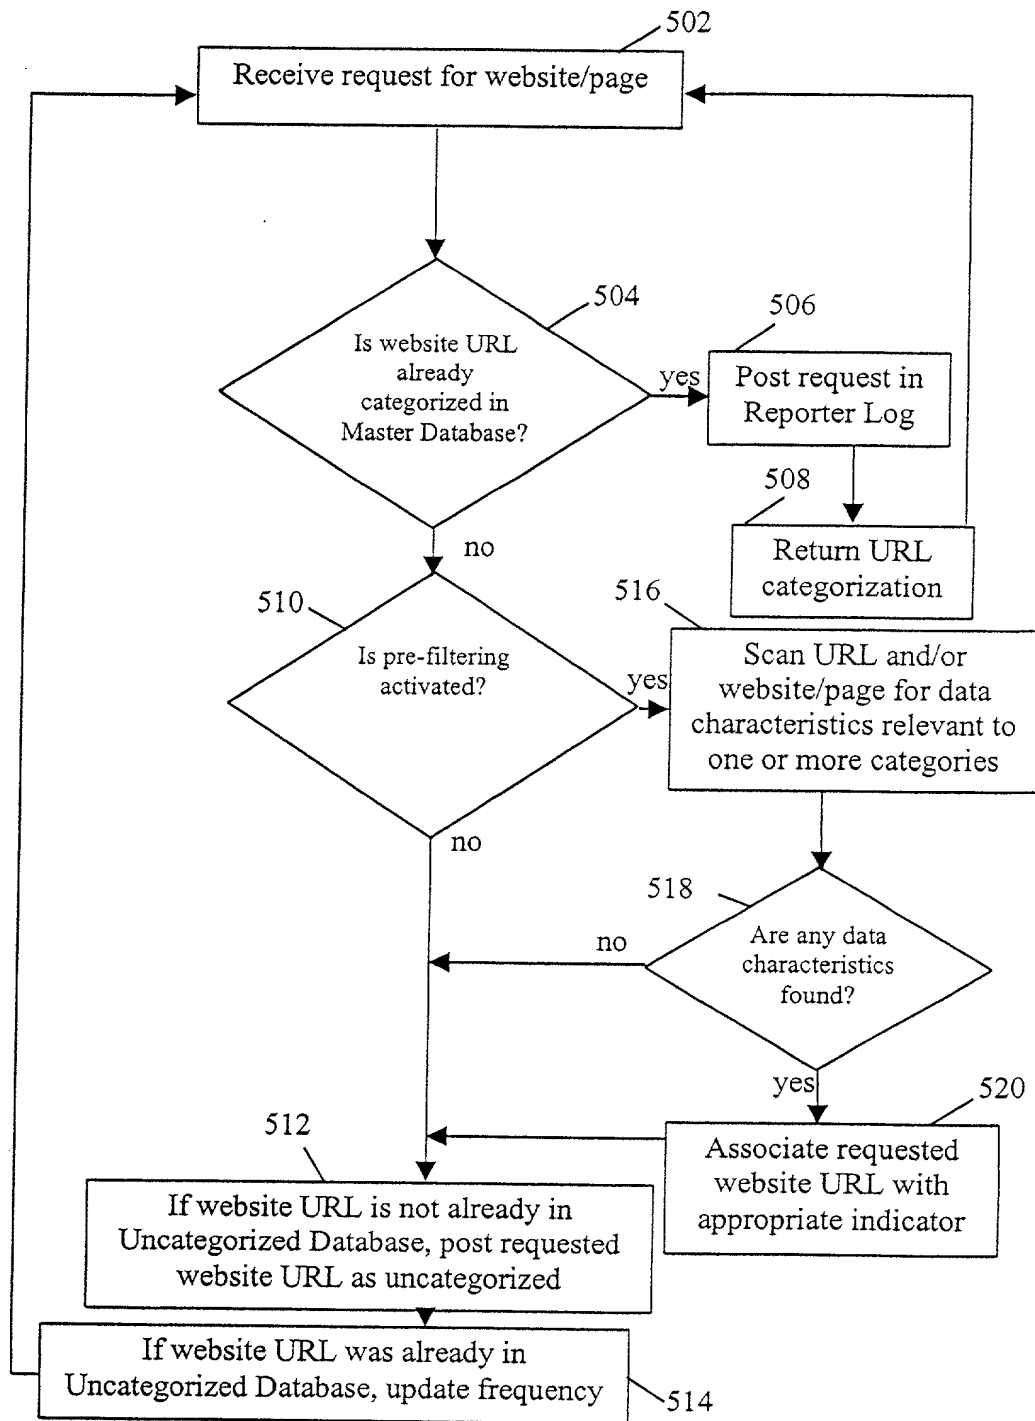 502
Receive request for website/page
504
Is website URL
already
categorized in
Master Database?
yes
506
Post request in
Reporter Log
508
Return URL
categorization
no
510
Is pre-filtering
activated?
yes
516
Scan URL and/or
website/page for data
characteristics relevant to
one or more categories
no
518
Are any data
characteristics
found?
no
yes
520
Associate requested
website URL with
appropriate indicator
512
If website URL is not already in
Uncategorized Database, post requested
website URL as uncategorized
If website URL was already in
Uncategorized Database, update frequency
514